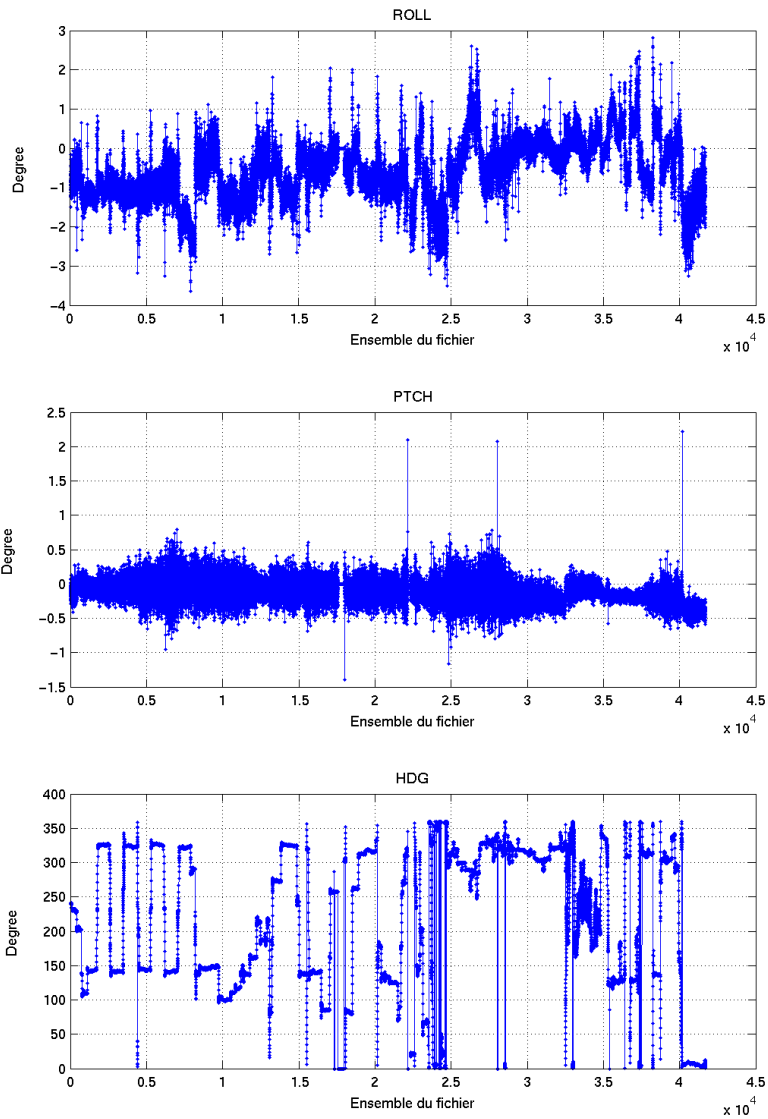 ROLL
3
2
1
0
−1
−2
−3
−4
Degree
0 0.5 1 1.5 2 2.5 3 3.5 4 4.5
Ensemble du fichier
x 10^4
PTCH
2.5
2
1.5
1
0.5
0
−0.5
−1
−1.5
Degree
0 0.5 1 1.5 2 2.5 3 3.5 4 4.5
Ensemble du fichier
x 10^4
HDG
400
350
300
250
200
150
100
50
0
Degree
0 0.5 1 1.5 2 2.5 3 3.5 4 4.5
Ensemble du fichier
x 10^4